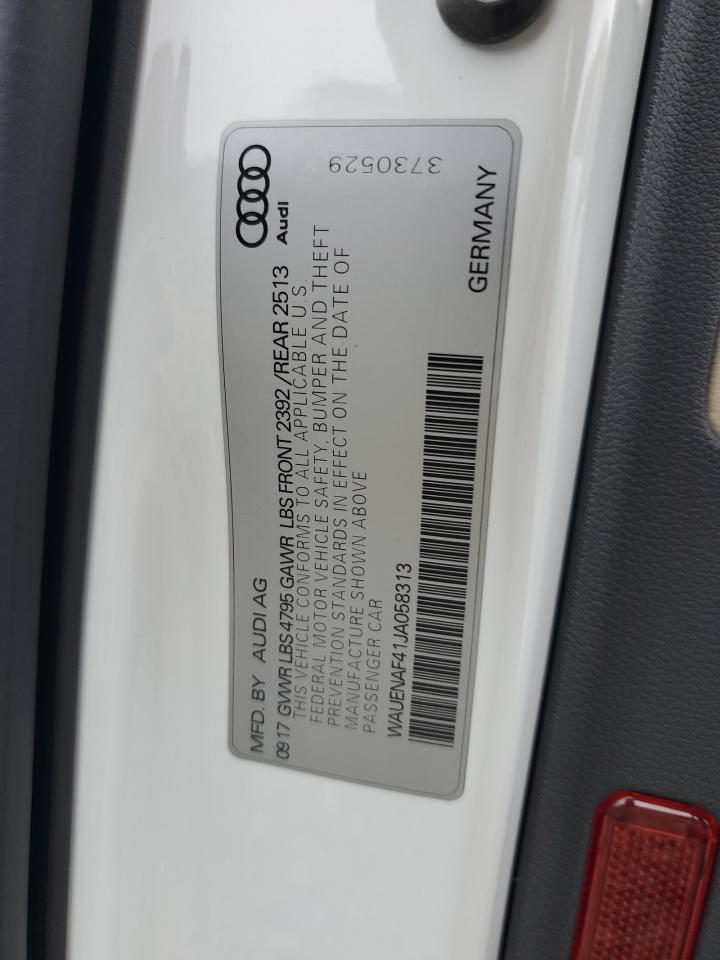 MFD. BY AUDI AG
Audi
0917 GVWR LBS 4795 GAWR LBS FRONT 2392/REAR 2513
THIS VEHICLE CONFORMS TO ALL APPLICABLE U.S.
FEDERAL MOTOR VEHICLE SAFETY, BUMPER AND THEFT
PREVENTION STANDARDS IN EFFECT ON THE DATE OF
MANUFACTURE SHOWN ABOVE
PASSENGER CAR
3730529
WAUENAF41JA058313
GERMANY